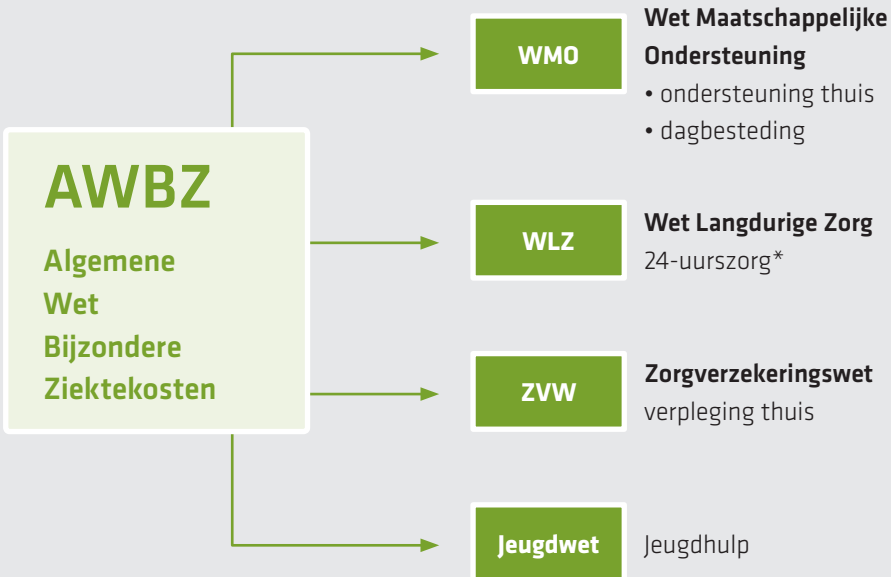 AWBZ
Algemene
Wet
Bijzondere
Ziektekosten
WMO
Wet Maatschappelijke
Ondersteuning
• ondersteuning thuis
• dagbesteding
WLZ
Wet Langdurige Zorg
24-uurszorg*
ZVW
Zorgverzekeringswet
verpleging thuis
Jeugdwet
Jeugdhulp